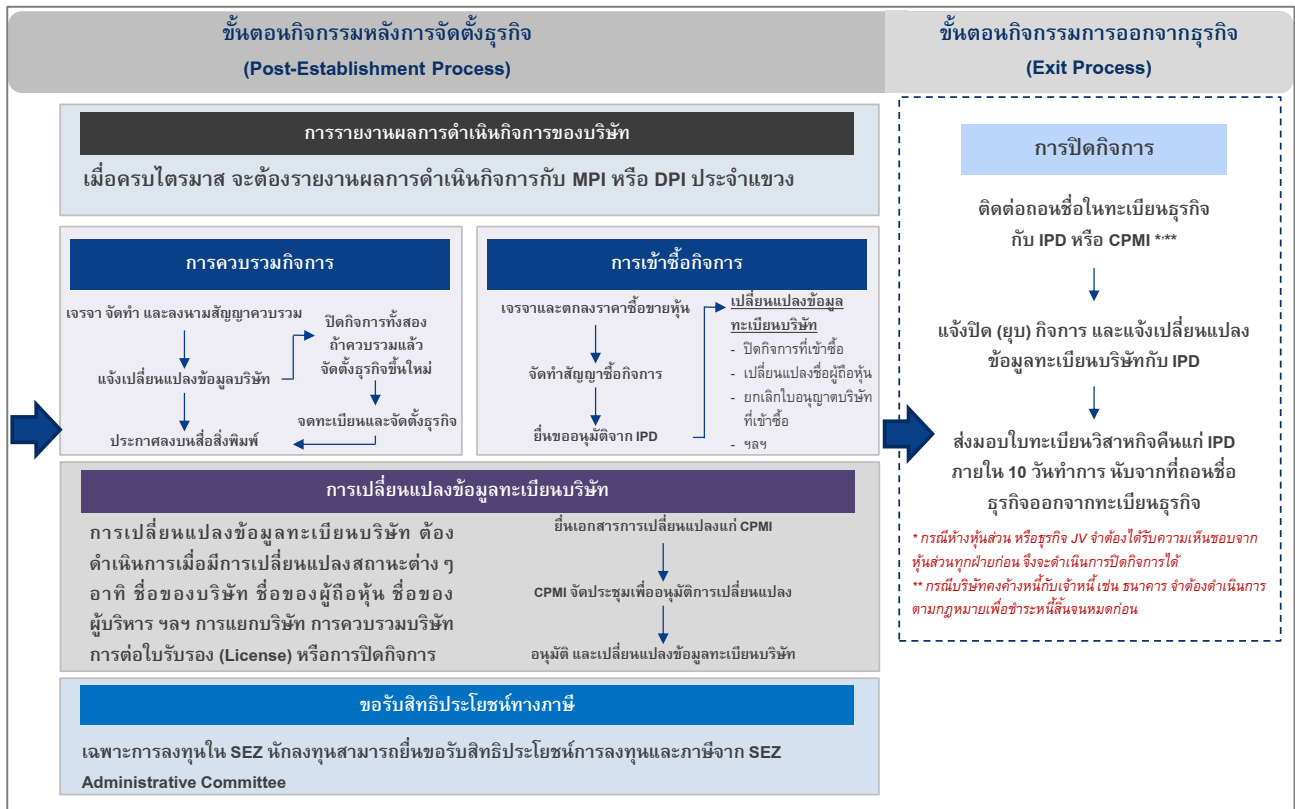 ขั้นตอนกิจกรรมหลังการจัดตั้งธุรกิจ
(Post-Establishment Process)
การรายงานผลการดำเนินกิจการของบริษัท
เมื่อครบไตรมาส จะต้องรายงานผลการดำเนินกิจการกับ MPI หรือ DPI ประจำแขวง
การควบรวมกิจการ
เจรจา จัดทำ และลงนามสัญญาควบรวม
แจ้งเปลี่ยนแปลงข้อมูลบริษัท
ประกาศลงบนสื่อสิ่งพิมพ์
ปิดกิจการทั้งสอง
ถ้าควบรวมแล้ว
จัดตั้งธุรกิจขึ้นใหม่
จดทะเบียนและจัดตั้งธุรกิจ
การเข้าซื้อกิจการ
เจรจาและตกลงราคาซื้อขายหุ้น
จัดทำสัญญาซื้อกิจการ
ยื่นขออนุมัติจาก IPD
เปลี่ยนแปลงข้อมูล
ทะเบียนบริษัท
- ปิดกิจการที่เข้าซื้อ
- เปลี่ยนแปลงชื่อผู้ถือหุ้น
- ยกเลิกใบอนุญาตบริษัท
ที่เข้าซื้อ
- ฯลฯ
การเปลี่ยนแปลงข้อมูลทะเบียนบริษัท
การเปลี่ยนแปลงข้อมูลทะเบียนบริษัท ต้อง
ดำเนินการเมื่อมีการเปลี่ยนแปลงสถานะต่าง ๆ
อาทิ ชื่อของบริษัท ชื่อของผู้ถือหุ้น ชื่อของ
ผู้บริหาร ฯลฯ การแยกบริษัท การควบรวมบริษัท
การต่อใบรับรอง (License) หรือการปิดกิจการ
ยื่นเอกสารการเปลี่ยนแปลงแก่ CPMI
CPMI จัดประชุมเพื่ออนุมัติการเปลี่ยนแปลง
อนุมัติ และเปลี่ยนแปลงข้อมูลทะเบียนบริษัท
ขอรับสิทธิประโยชน์ทางภาษี
เฉพาะการลงทุนใน SEZ นักลงทุนสามารถยื่นขอรับสิทธิประโยชน์การลงทุนและภาษีจาก SEZ
Administrative Committee
ขั้นตอนกิจกรรมการออกจากธุรกิจ
(Exit Process)
การปิดกิจการ
ติดต่อถอนชื่อในทะเบียนธุรกิจ
กับ IPD หรือ CPMI *,**
แจ้งปิด (ยุบ) กิจการ และแจ้งเปลี่ยนแปลง
ข้อมูลทะเบียนบริษัทกับ IPD
ส่งมอบใบทะเบียนวิสาหกิจคืนแก่ IPD
ภายใน 10 วันทำการ นับจากที่ถอนชื่อ
ธุรกิจออกจากทะเบียนธุรกิจ
* กรณีห้างหุ้นส่วน หรือธุรกิจ JV จำต้องได้รับความเห็นชอบจาก
หุ้นส่วนทุกฝ่ายก่อน จึงจะดำเนินการปิดกิจการได้
** กรณีบริษัทคงค้างหนี้กับเจ้าหนี้ เช่น ธนาคาร จำต้องดำเนินการ
ตามกฎหมายเพื่อชำระหนี้สิ้นจนหมดก่อน